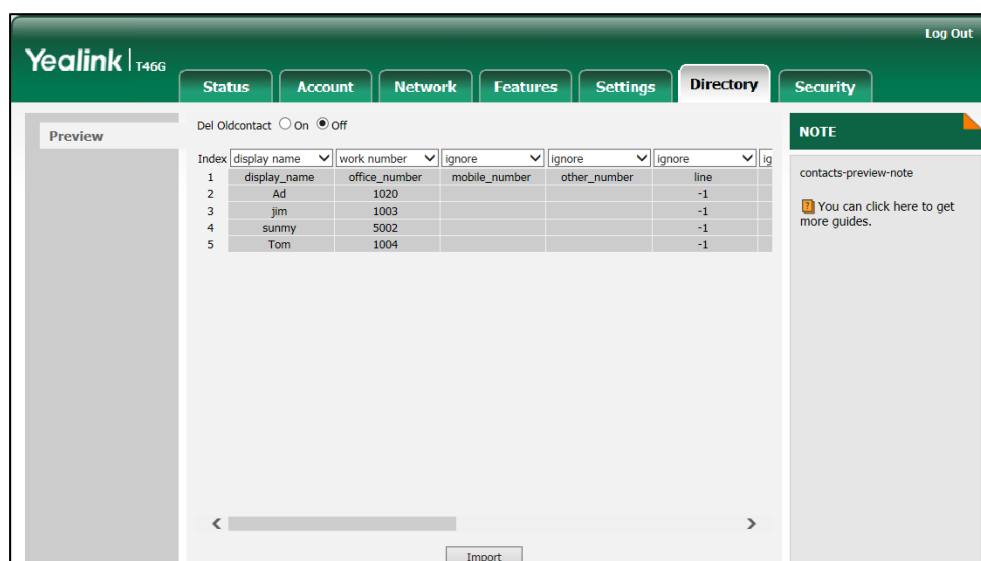 Log Out
Yealink | T46G
Status Account Network Features Settings Directory Security
Preview
Del Oldcontact On Off
Index display name work number ignore ignore ignore ig
1 display_name office_number mobile_number other_number line
2 Ad 1020 -1
3 jim 1003 -1
4 sunmy 5002 -1
5 Tom 1004 -1
Import
NOTE
contacts-preview-note
You can click here to get
more guides.